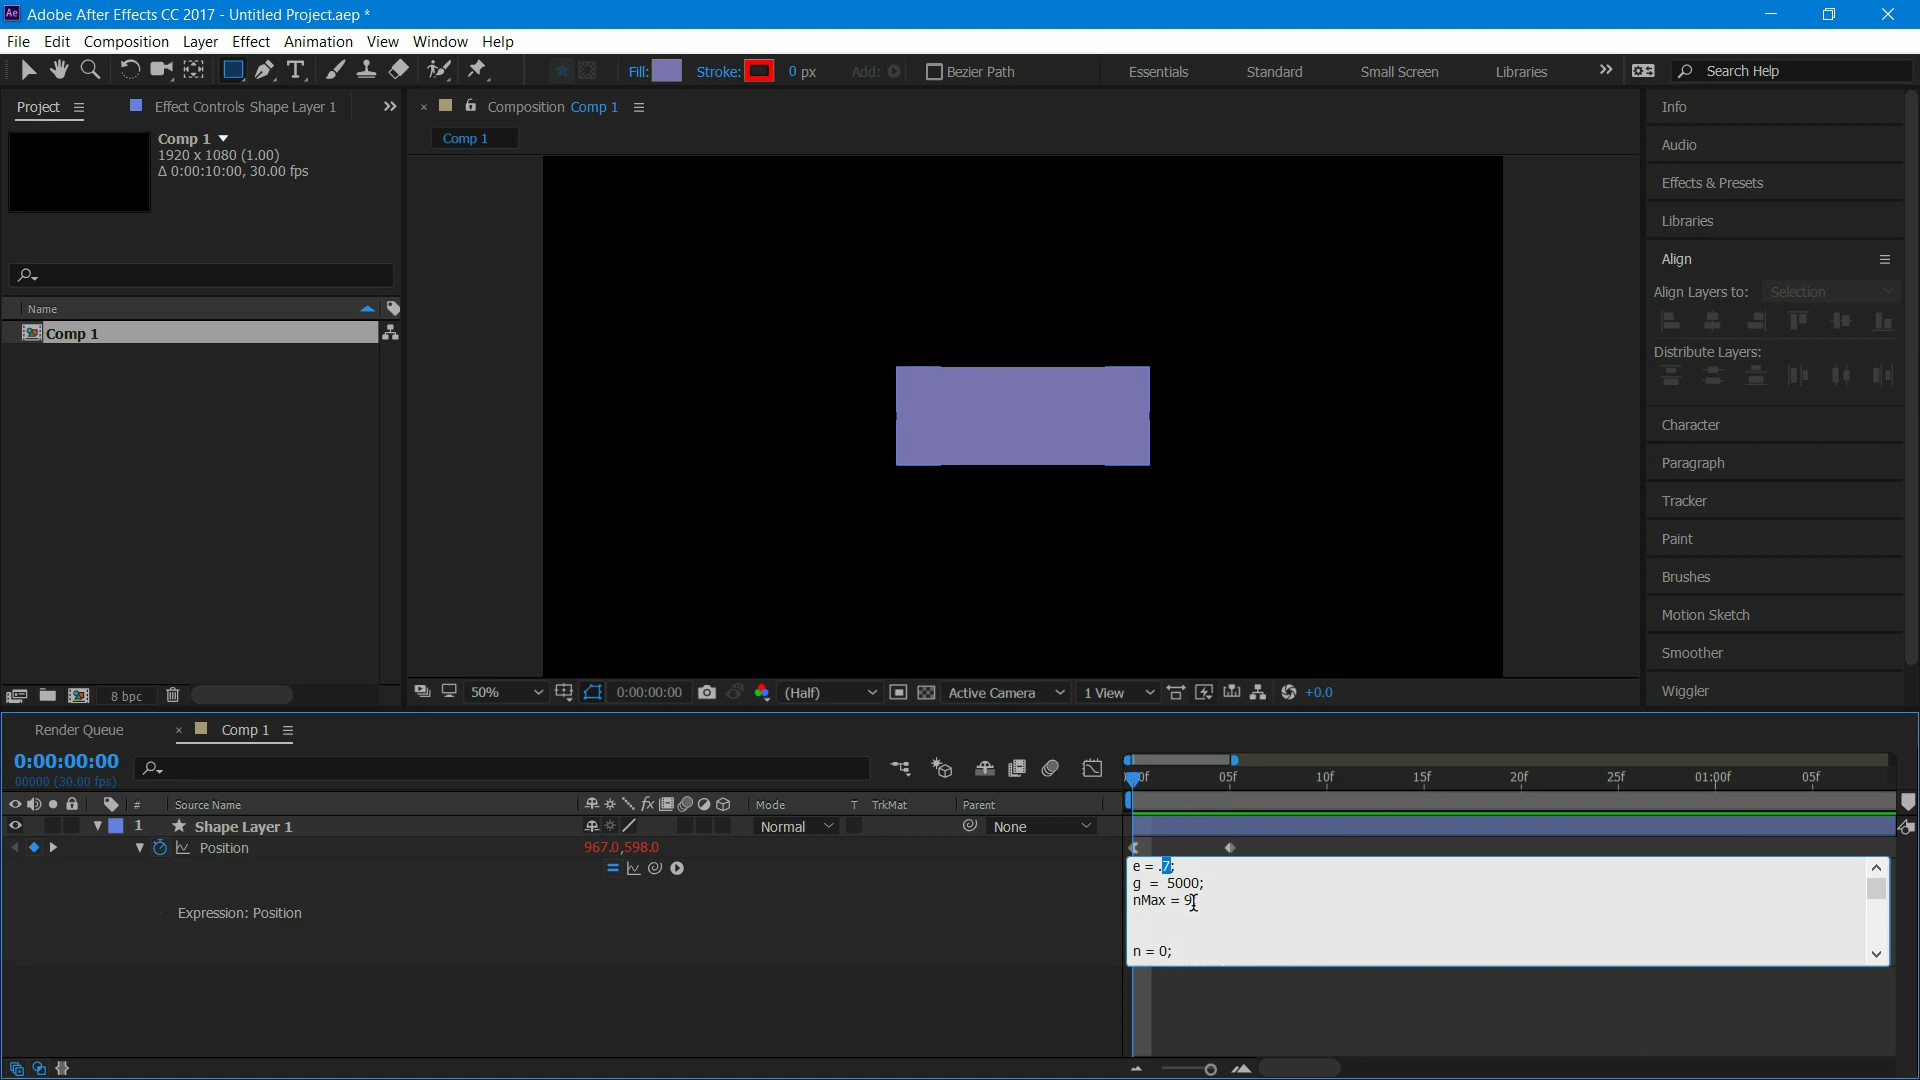 Adobe After Effects CC 2017 - Untitled Project.aep *
File Edit Composition Layer Effect Animation View Window Help
Fill: Stroke: 0 px Add: Bezier Path Essentials Standard Small Screen Libraries Search Help
Project Effect Controls Shape Layer 1
Composition Comp 1
Comp 1
Comp 1
1920 x 1080 (1.00)
Δ 0:00:10:00, 30.00 fps
Name
Comp 1
8 bpc
50% 0:00:00:00 (Half) Active Camera 1 View +0.0
Info
Audio
Effects & Presets
Libraries
Align
Align Layers to: Selection
Distribute Layers:
Character
Paragraph
Tracker
Paint
Brushes
Motion Sketch
Smoother
Wiggler
Render Queue Comp 1
0:00:00:00
00000 (30.00 fps)
05f 10f 15f 20f 25f 01:00f 05f
# Source Name Mode T TrkMat Parent
1 Shape Layer 1 Normal None
Position 967.0,598.0
Expression: Position
e = .7;
g = 5000;
nMax = 9
n = 0;